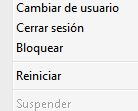 Cambiar de usuario
Cerrar sesión
Bloquear
Reiniciar
Suspender